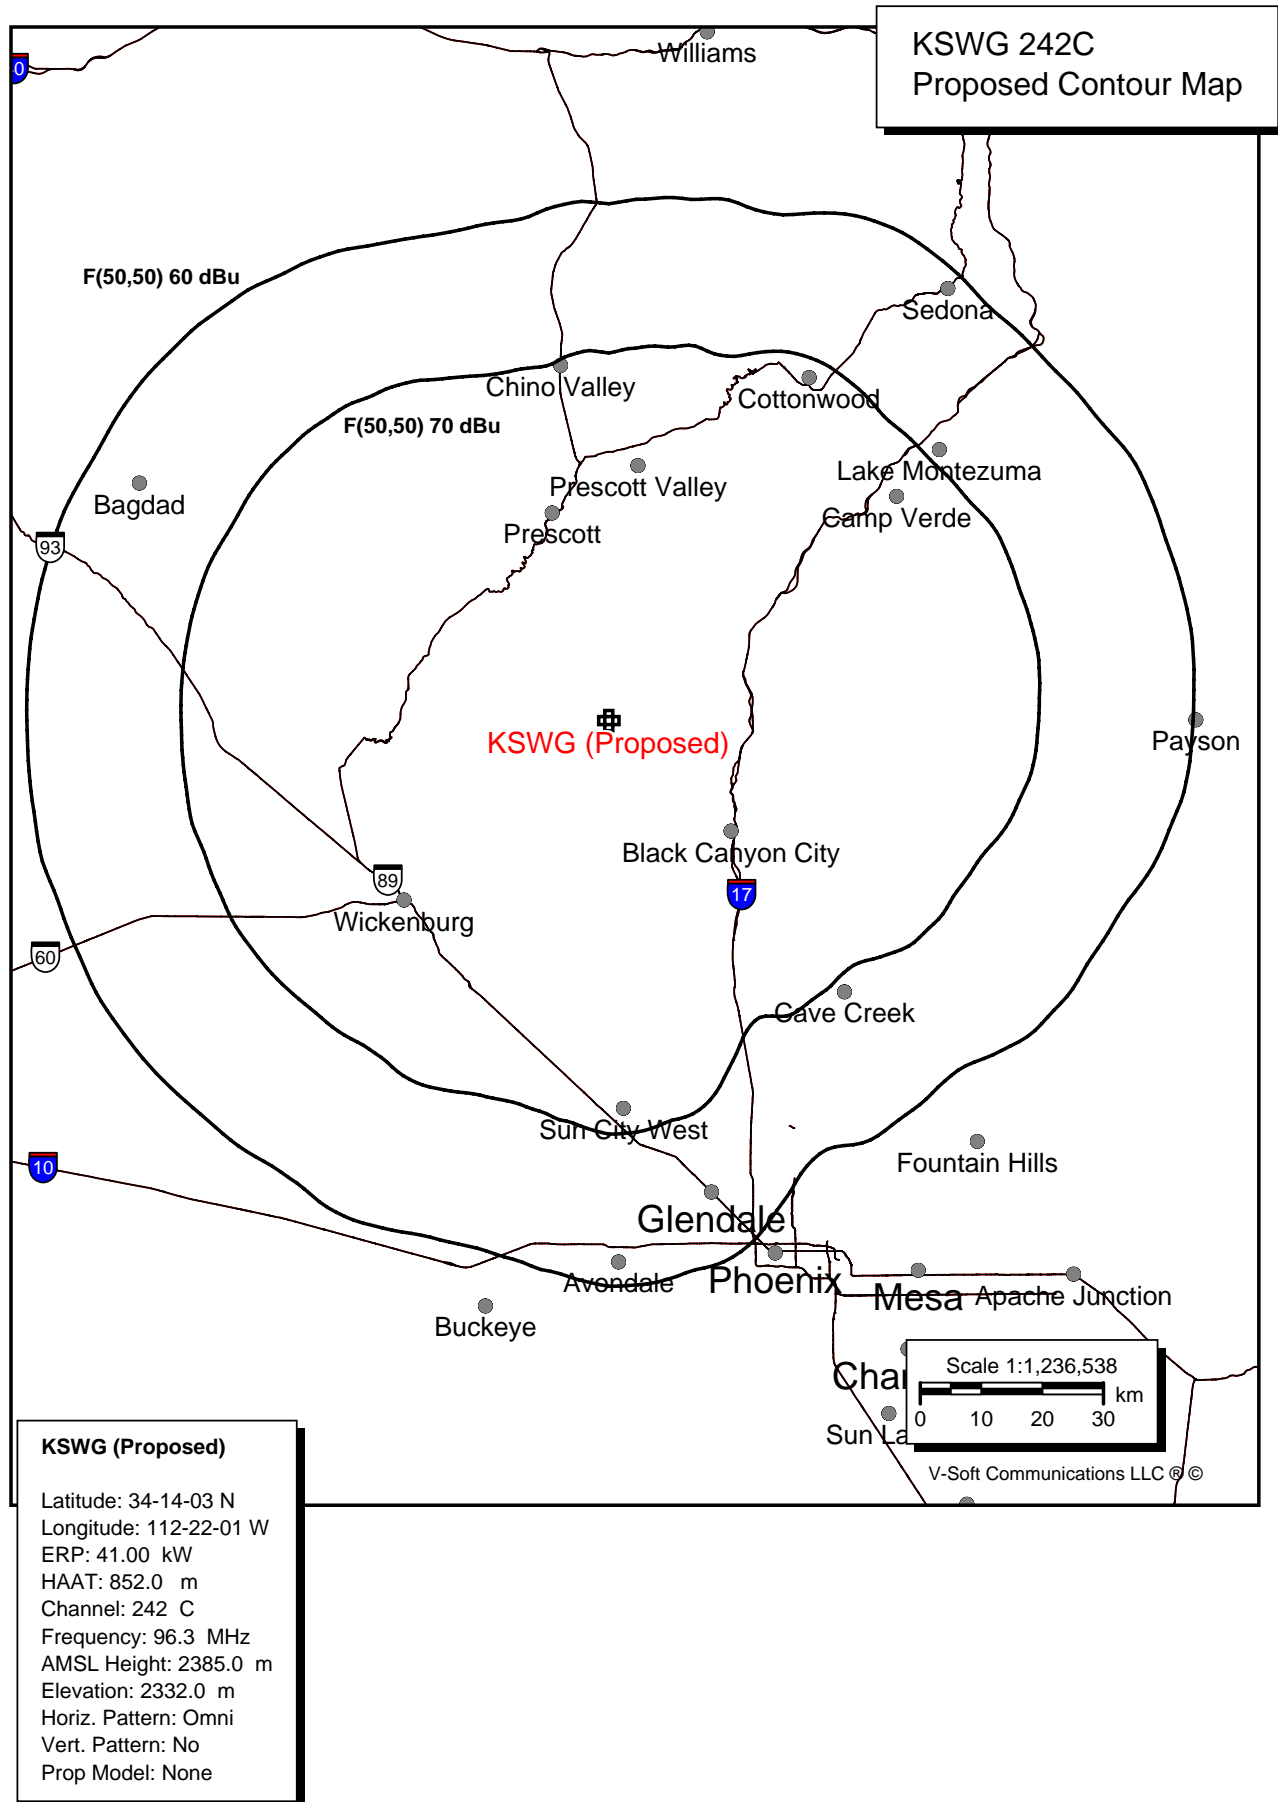 KSWG 242C
Proposed Contour Map
Williams
F(50,50) 60 dBu
Sedona
Chino Valley
Cottonwood
F(50,50) 70 dBu
Lake Montezuma
Prescott Valley
Bagdad
Camp Verde
Prescott
93
KSWG (Proposed)
Payson
Black Canyon City
89
17
Wickenburg
60
Cave Creek
Sun City West
10
Fountain Hills
Glendale
Avondale
Phoenix
Mesa
Apache Junction
Buckeye
Scale 1:1,236,538
km
0 10 20 30
V-Soft Communications LLC ® ©
KSWG (Proposed)
Latitude: 34-14-03 N
Longitude: 112-22-01 W
ERP: 41.00 kW
HAAT: 852.0 m
Channel: 242 C
Frequency: 96.3 MHz
AMSL Height: 2385.0 m
Elevation: 2332.0 m
Horiz. Pattern: Omni
Vert. Pattern: No
Prop Model: None